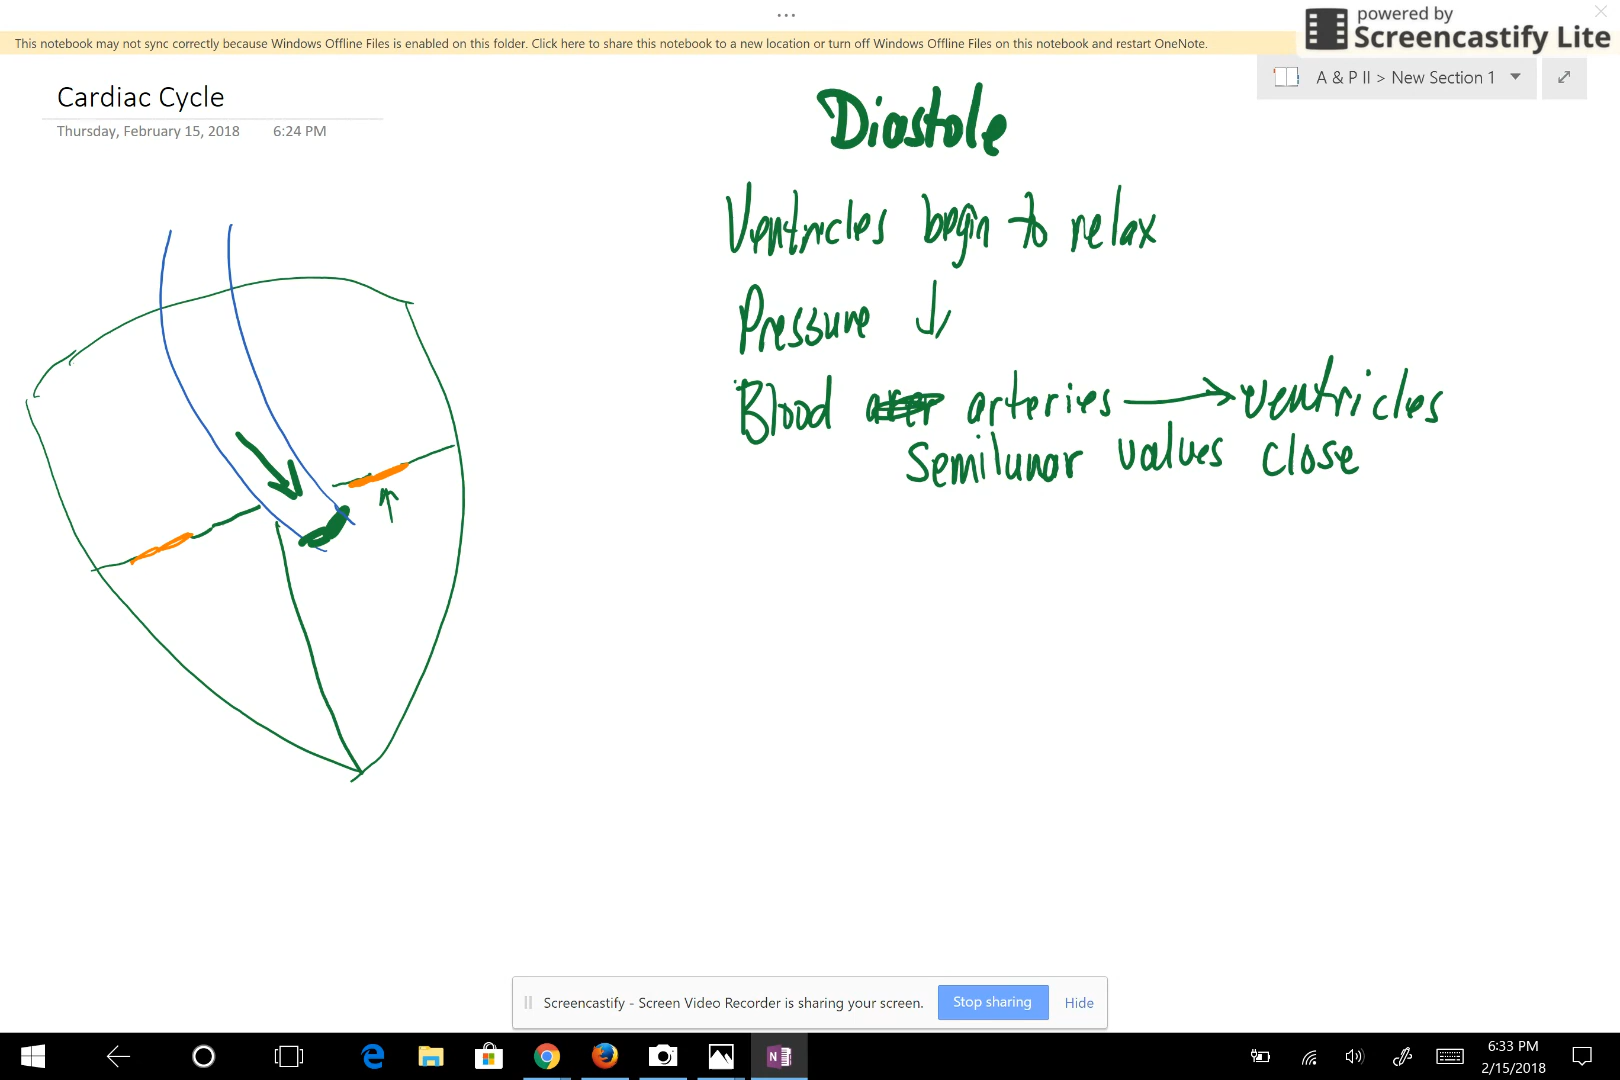 ...
powered by
Screencastify Lite
This notebook may not sync correctly because Windows Offline Files is enabled on this folder. Click here to share this notebook to a new location or turn off Windows Offline Files on this notebook and restart OneNote.
A & P II > New Section 1
Cardiac Cycle
Thursday, February 15, 2018 6:24 PM
Diastole
Ventricles begin to relax
Pressure ↓
Blood arteries → ventricles
Semilunar valves close
Screencastify - Screen Video Recorder is sharing your screen. Stop sharing Hide
6:33 PM
2/15/2018